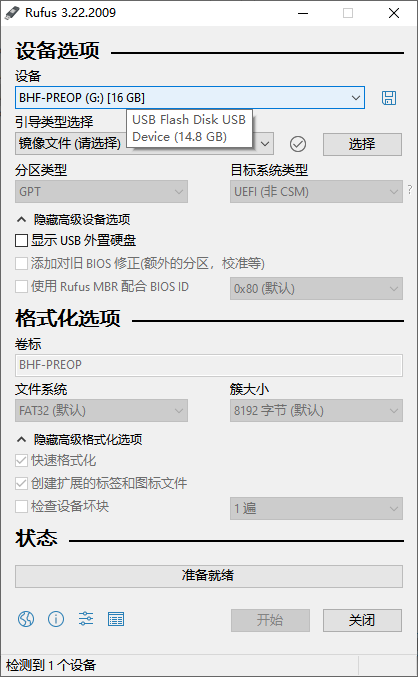 Rufus 3.22.2009
设备选项
设备
BHF-PREOP (G:) [16 GB]
USB Flash Disk USB
Device (14.8 GB)
引导类型选择
镜像文件 (请选择)
选择
分区类型
目标系统类型
GPT
UEFI (非 CSM)
?
隐藏高级设备选项
显示 USB 外置硬盘
添加对旧 BIOS 修正(额外的分区，校准等)
使用 Rufus MBR 配合 BIOS ID
0x80 (默认)
格式化选项
卷标
BHF-PREOP
文件系统
簇大小
FAT32 (默认)
8192 字节 (默认)
隐藏高级格式化选项
快速格式化
创建扩展的标签和图标文件
检查设备坏块
1 遍
状态
准备就绪
开始
关闭
检测到 1 个设备